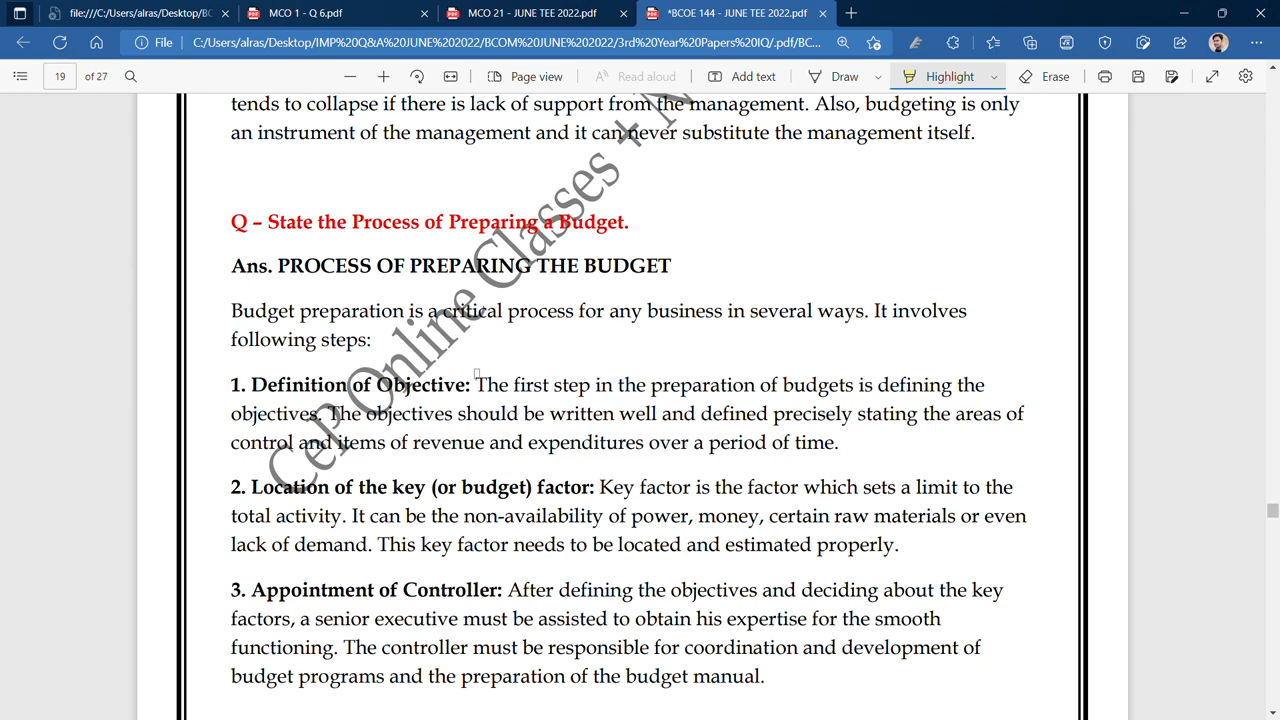 file:///C:/Users/alras/Desktop/BC
MCO 1 - Q 6.pdf
MCO 21 - JUNE TEE 2022.pdf
*BCOE 144 - JUNE TEE 2022.pdf
File
C:/Users/alras/Desktop/IMP%20Q&A%20JUNE%202022/BCOM%20JUNE%202022/3rd%20Year%20Papers%20IQ/.pdf/BC...
19 of 27
Page view
Read aloud
Add text
Draw
Highlight
Erase
tends to collapse if there is lack of support from the management. Also, budgeting is only
an instrument of the management and it can never substitute the management itself.
Q – State the Process of Preparing a Budget.
Ans. PROCESS OF PREPARING THE BUDGET
Budget preparation is a critical process for any business in several ways. It involves
following steps:
1. Definition of Objective: The first step in the preparation of budgets is defining the
objectives. The objectives should be written well and defined precisely stating the areas of
control and items of revenue and expenditures over a period of time.
2. Location of the key (or budget) factor: Key factor is the factor which sets a limit to the
total activity. It can be the non-availability of power, money, certain raw materials or even
lack of demand. This key factor needs to be located and estimated properly.
3. Appointment of Controller: After defining the objectives and deciding about the key
factors, a senior executive must be assisted to obtain his expertise for the smooth
functioning. The controller must be responsible for coordination and development of
budget programs and the preparation of the budget manual.
CeP Online Classes + N